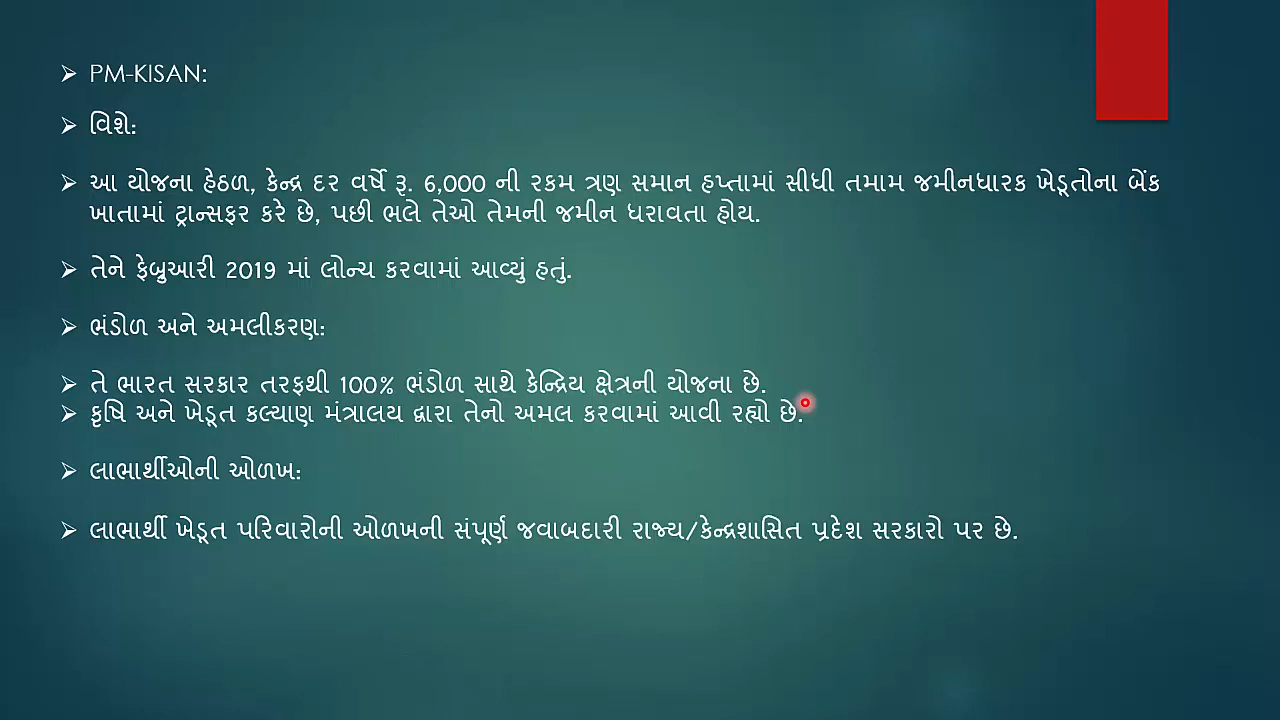 PM-KISAN:
વિશે:
આ યોજના હેઠળ, કેન્દ્ર દર વર્ષે રૂ. 6,000 ની રકમ ત્રણ સમાન હપ્તામાં સીધી તમામ જમીનધારક ખેડૂતોના બેંક
ખાતામાં ટ્રાન્સફર કરે છે, પછી ભલે તેઓ તેમની જમીન ધરાવતા હોય.
તેને ફેબ્રુઆરી 2019 માં લોન્ચ કરવામાં આવ્યું હતું.
ભંડોળ અને અમલીકરણ:
તે ભારત સરકાર તરફથી 100% ભંડોળ સાથે કેન્દ્રિય ક્ષેત્રની યોજના છે.
કૃષિ અને ખેડૂત કલ્યાણ મંત્રાલય દ્વારા તેનો અમલ કરવામાં આવી રહ્યો છે.
લાભાર્થીઓની ઓળખ:
લાભાર્થી ખેડૂત પરિવારોની ઓળખની સંપૂર્ણ જવાબદારી રાજ્ય/કેન્દ્રશાસિત પ્રદેશ સરકારો પર છે.